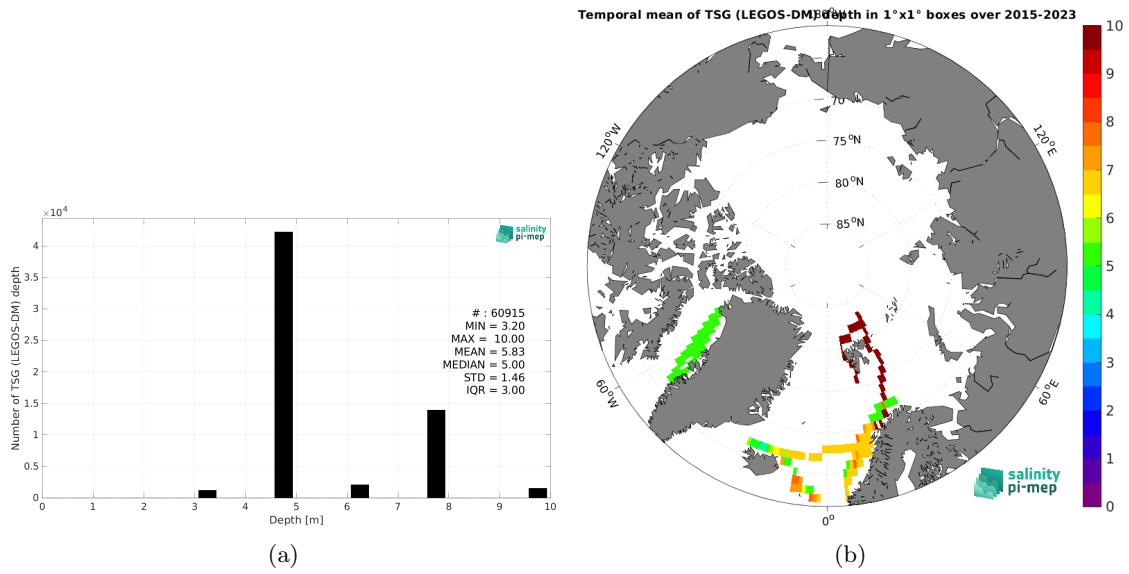 Temporal mean of TSG (LEGOS-DM) depth in 1°x1° boxes over 2015-2023
180°W
70°
75°N
80°N
85°N
120°W
120°E
60°W
60°E
0°
10
9
8
7
6
5
4
3
2
1
0
salinity
pi-mep
×10⁴
4
3.5
3
2.5
2
1.5
1
0.5
0
Number of TSG (LEGOS-DM) depth
salinity
pi-mep
# : 60915
MIN = 3.20
MAX = 10.00
MEAN = 5.83
MEDIAN = 5.00
STD = 1.46
IQR = 3.00
0 1 2 3 4 5 6 7 8 9 10
Depth [m]
(a)
(b)